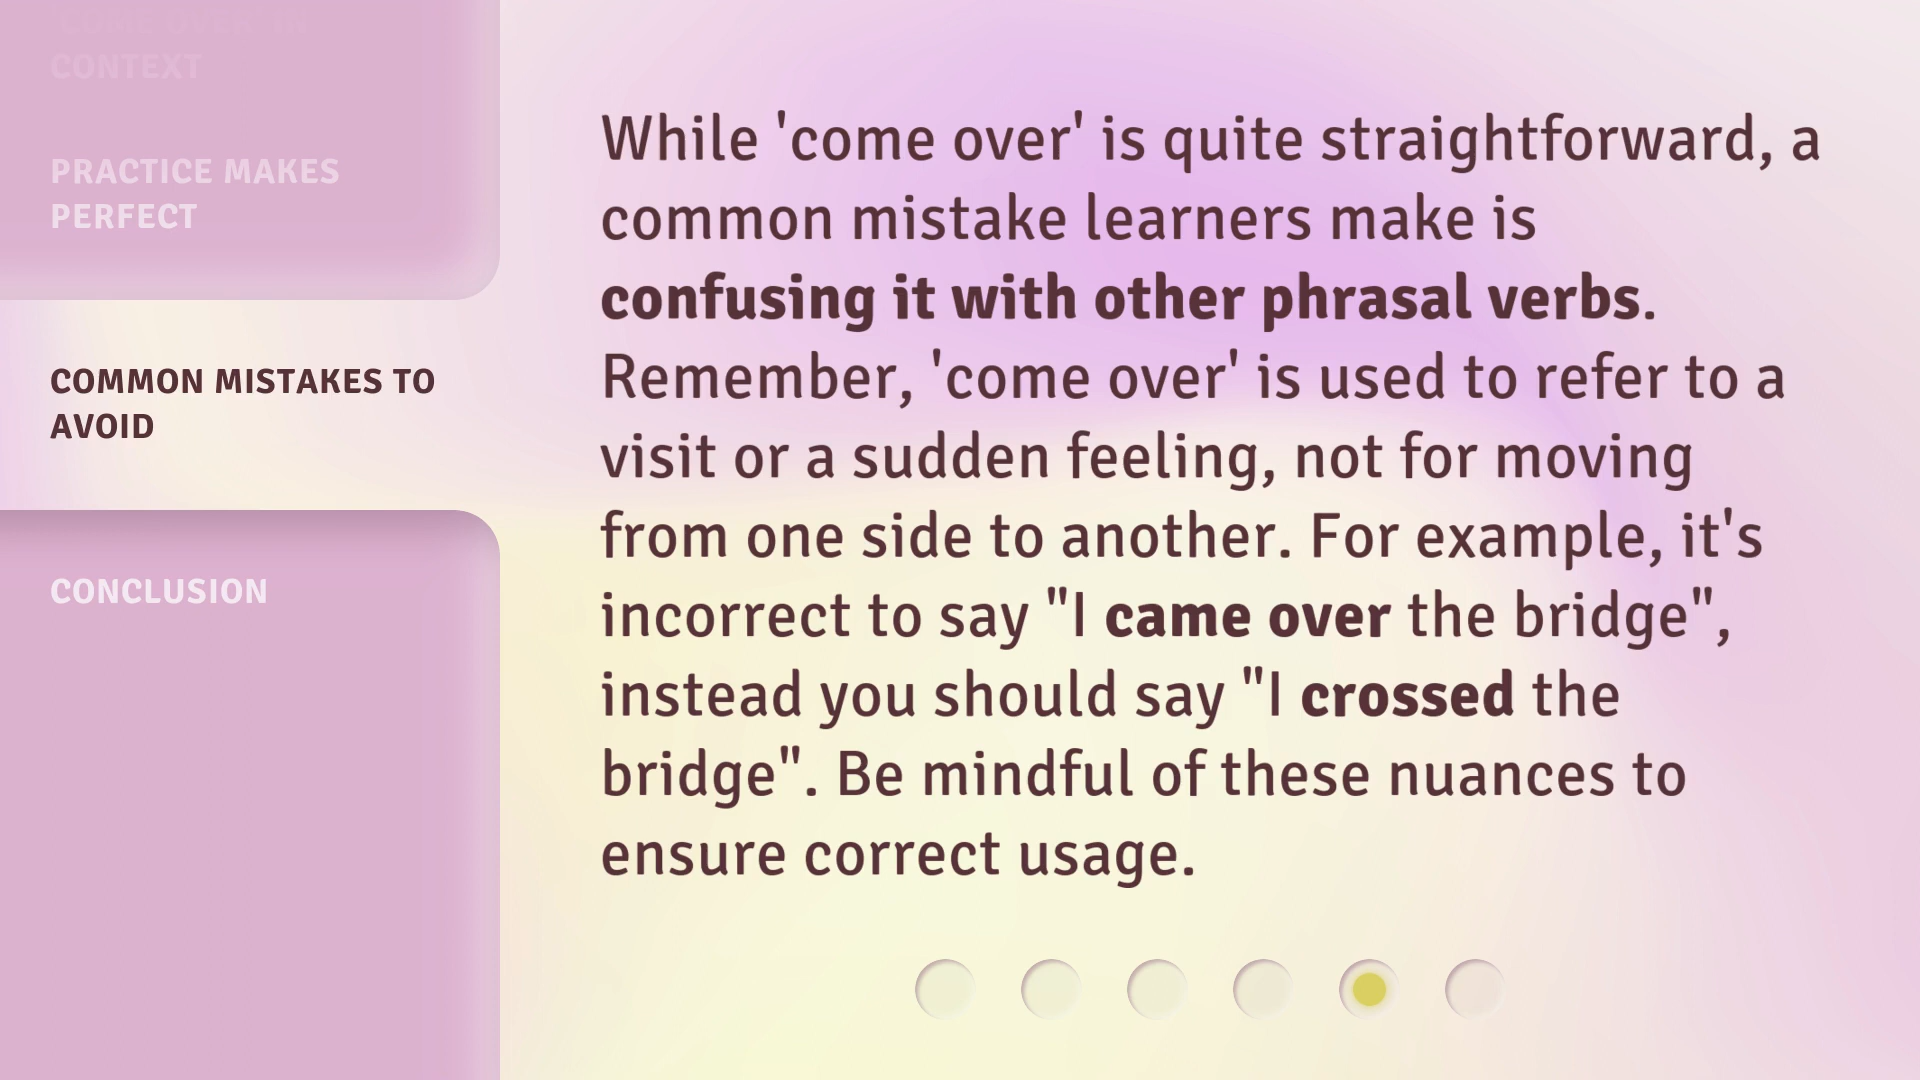 'COME OVER' IN
CONTEXT
PRACTICE MAKES
PERFECT
COMMON MISTAKES TO
AVOID
CONCLUSION
While 'come over' is quite straightforward, a
common mistake learners make is
confusing it with other phrasal verbs.
Remember, 'come over' is used to refer to a
visit or a sudden feeling, not for moving
from one side to another. For example, it's
incorrect to say "I came over the bridge",
instead you should say "I crossed the
bridge". Be mindful of these nuances to
ensure correct usage.